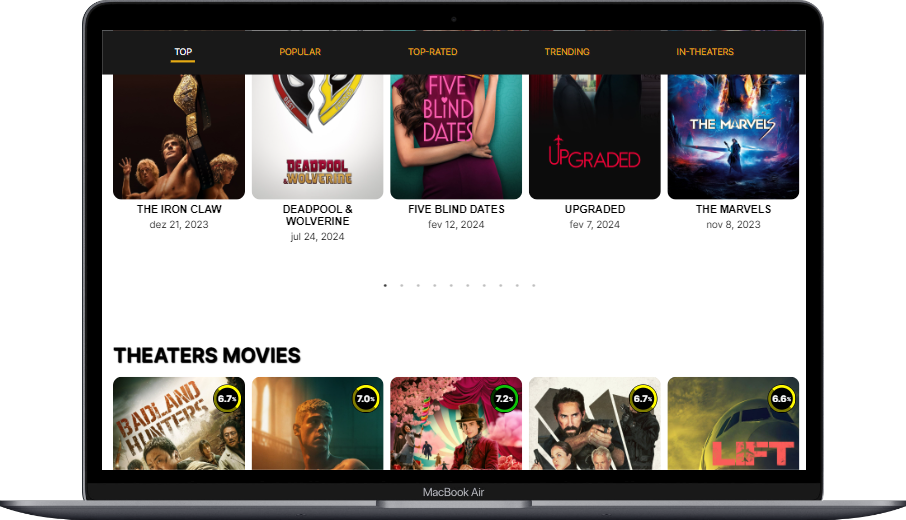 TOP POPULAR TOP-RATED TRENDING IN-THEATERS
FIVE
BLIND
DATES
UPGRADED
THE MARVELS
DEADPOOL
& WOLVERINE
THE IRON CLAW
dez 21, 2023
DEADPOOL &
WOLVERINE
jul 24, 2024
FIVE BLIND DATES
fev 12, 2024
UPGRADED
fev 7, 2024
THE MARVELS
nov 8, 2023
THEATERS MOVIES
BADLAND
HUNTERS
6.7%
7.0%
7.2%
6.7%
6.6%
LIFT
MacBook Air